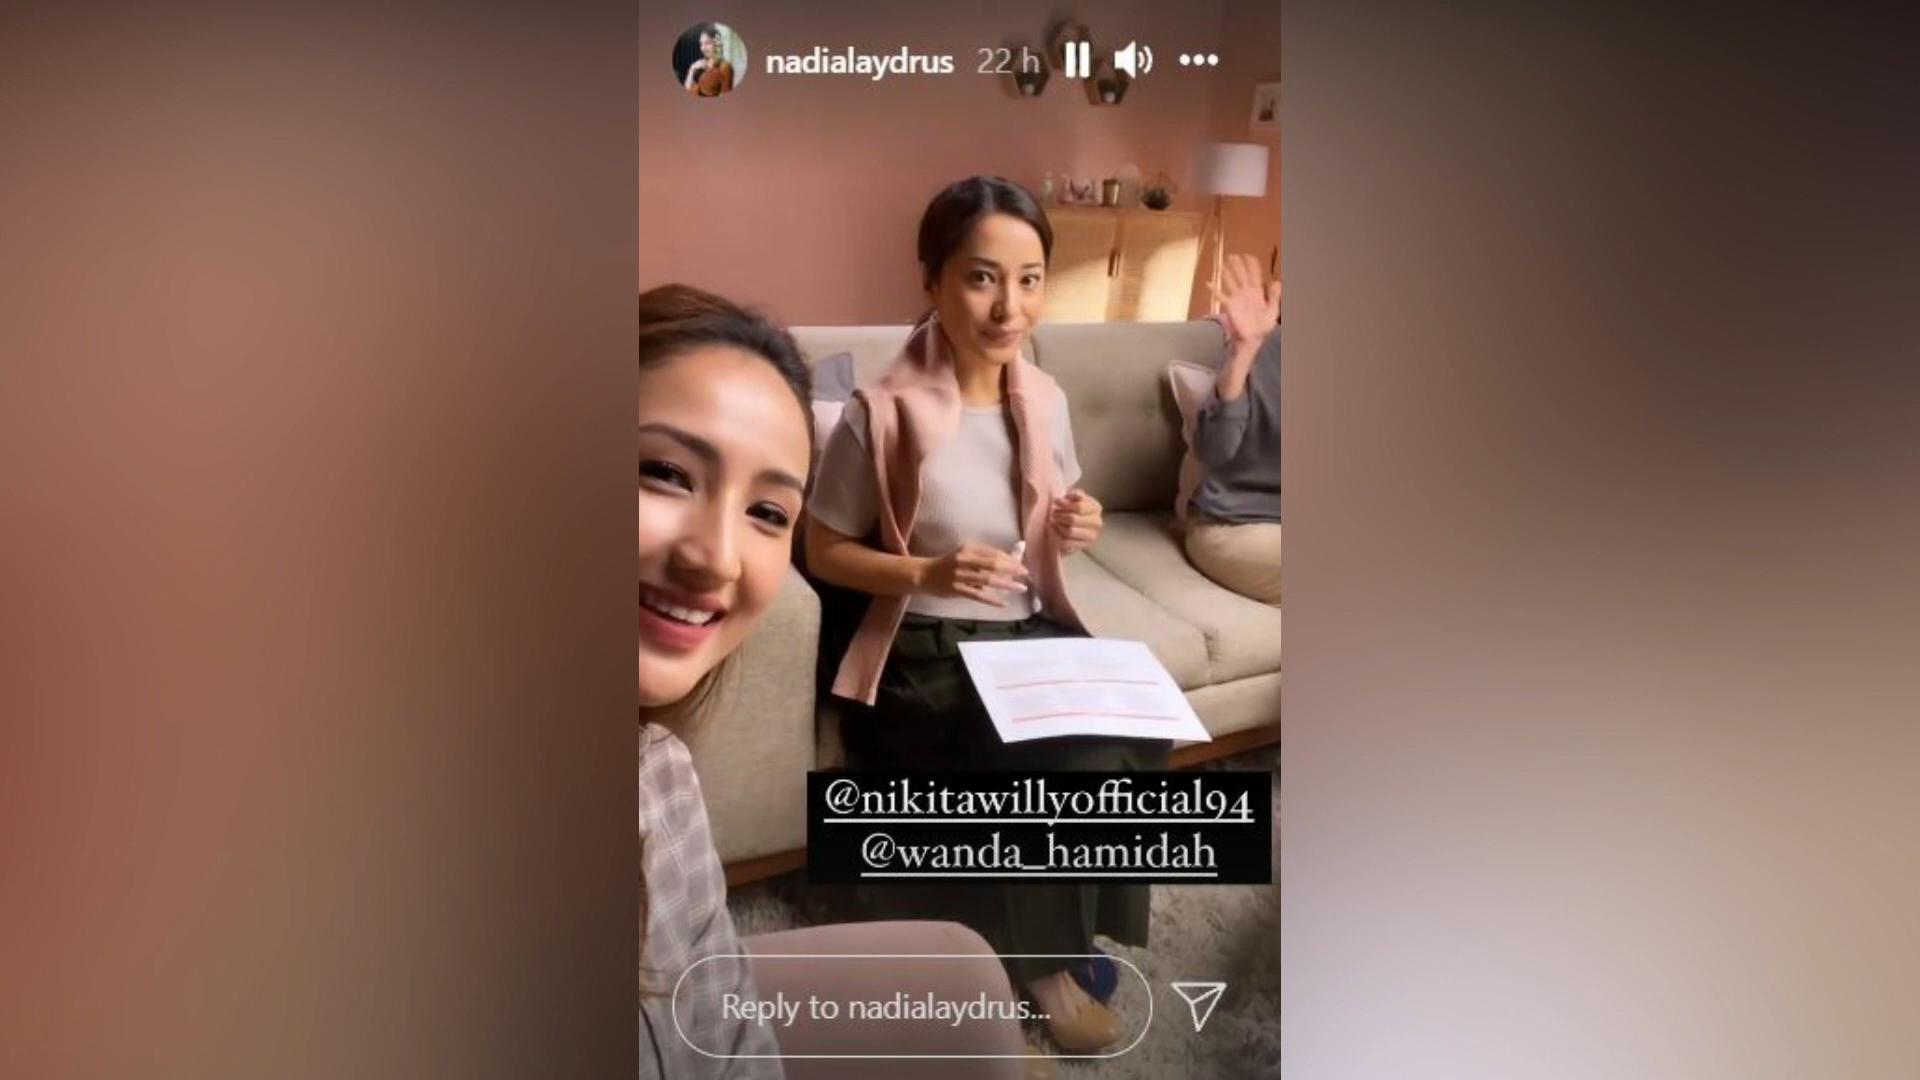 nadialaydrus 22 h
@nikitawillyofficial94
@wanda_hamidah
Reply to nadialaydrus...